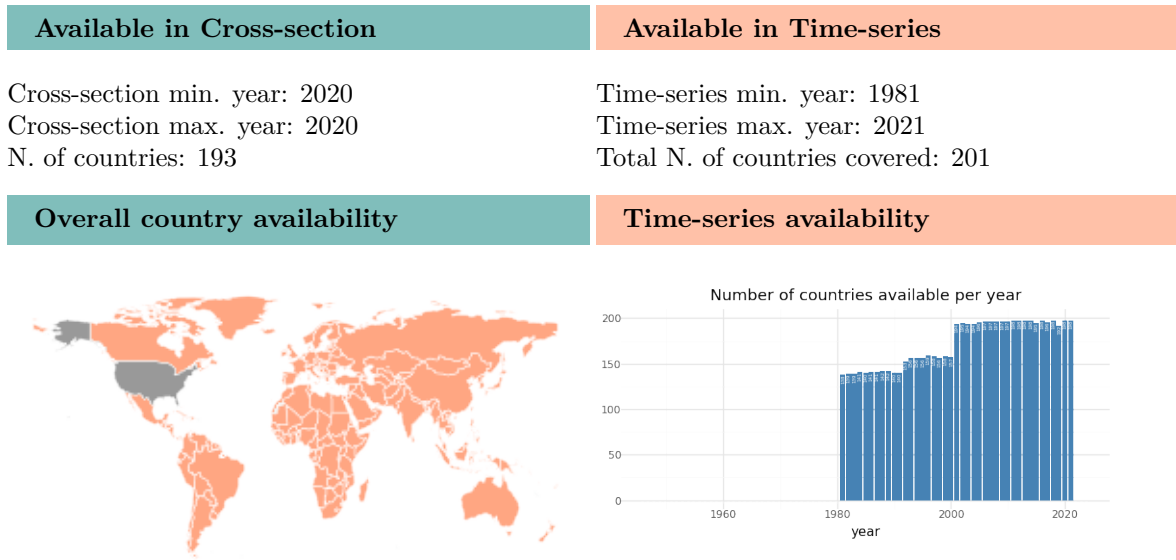 Available in Cross-section
Available in Time-series
Cross-section min. year: 2020
Cross-section max. year: 2020
N. of countries: 193
Time-series min. year: 1981
Time-series max. year: 2021
Total N. of countries covered: 201
Overall country availability
Time-series availability
Number of countries available per year
200
150
100
50
0
1960
1980
2000
2020
year